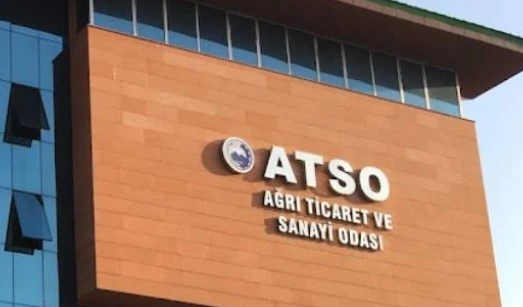 ATSO
AĞRI TİCARET VE
SANAYİ ODASI